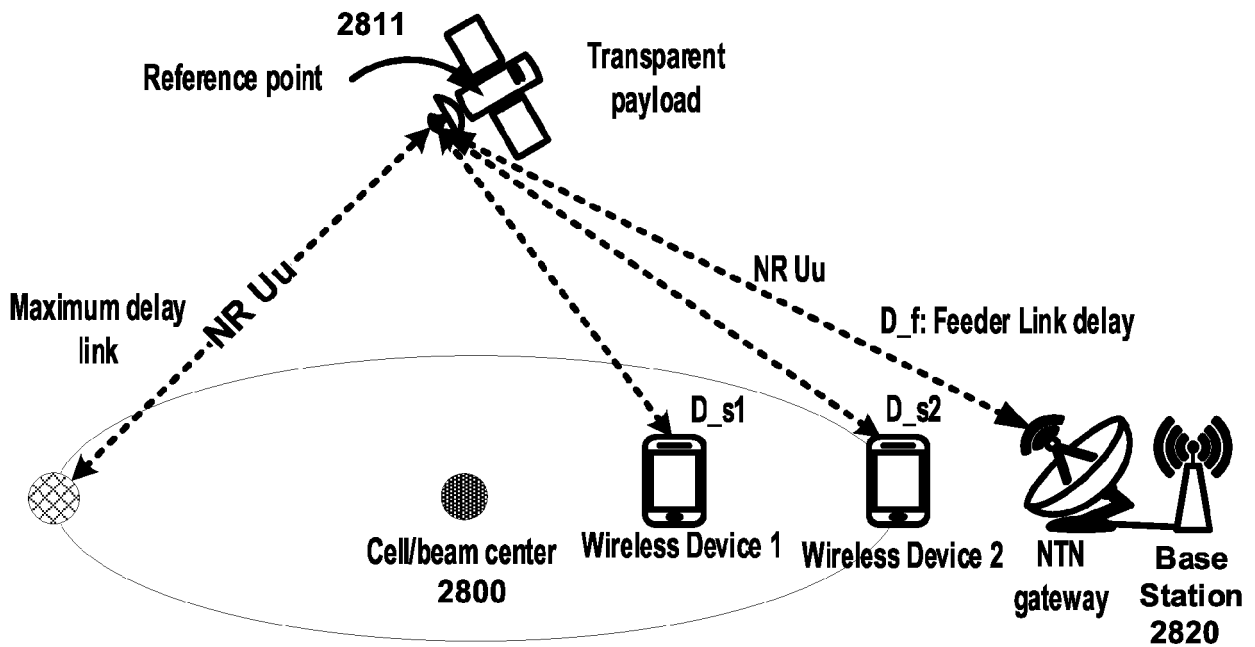 2811
Reference point
Transparent
payload
NR Uu
Maximum delay
link
NR Uu
D_f: Feeder Link delay
D_s1
D_s2
Cell/beam center
2800
Wireless Device 1
Wireless Device 2
NTN
gateway
Base
Station
2820